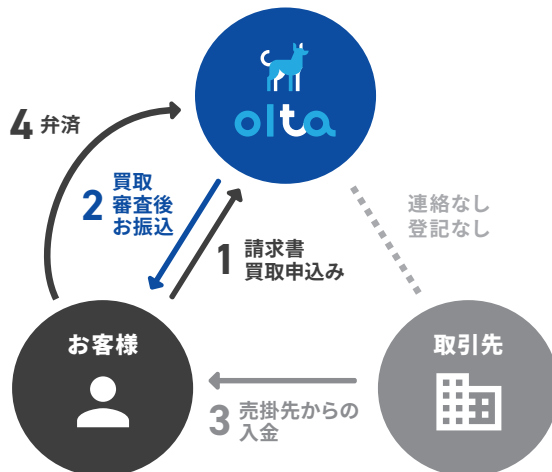 olta
4 弁済
2 買取
審査後
お振込
1 請求書
買取申込み
連絡なし
登記なし
お客様
取引先
3 売掛先からの
入金